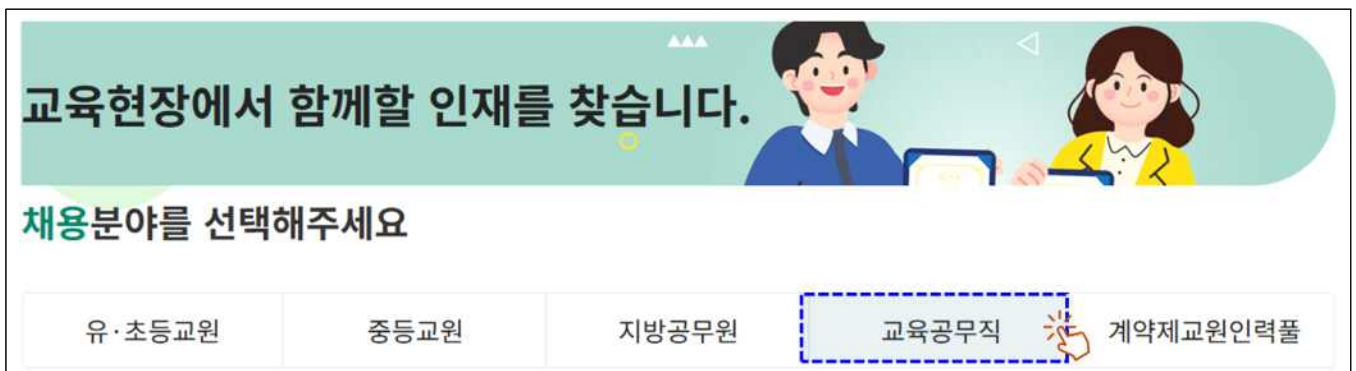 교육현장에서 함께할 인재를 찾습니다.
채용분야를 선택해주세요
유·초등교원 중등교원 지방공무원 교육공무직 계약제교원인력풀